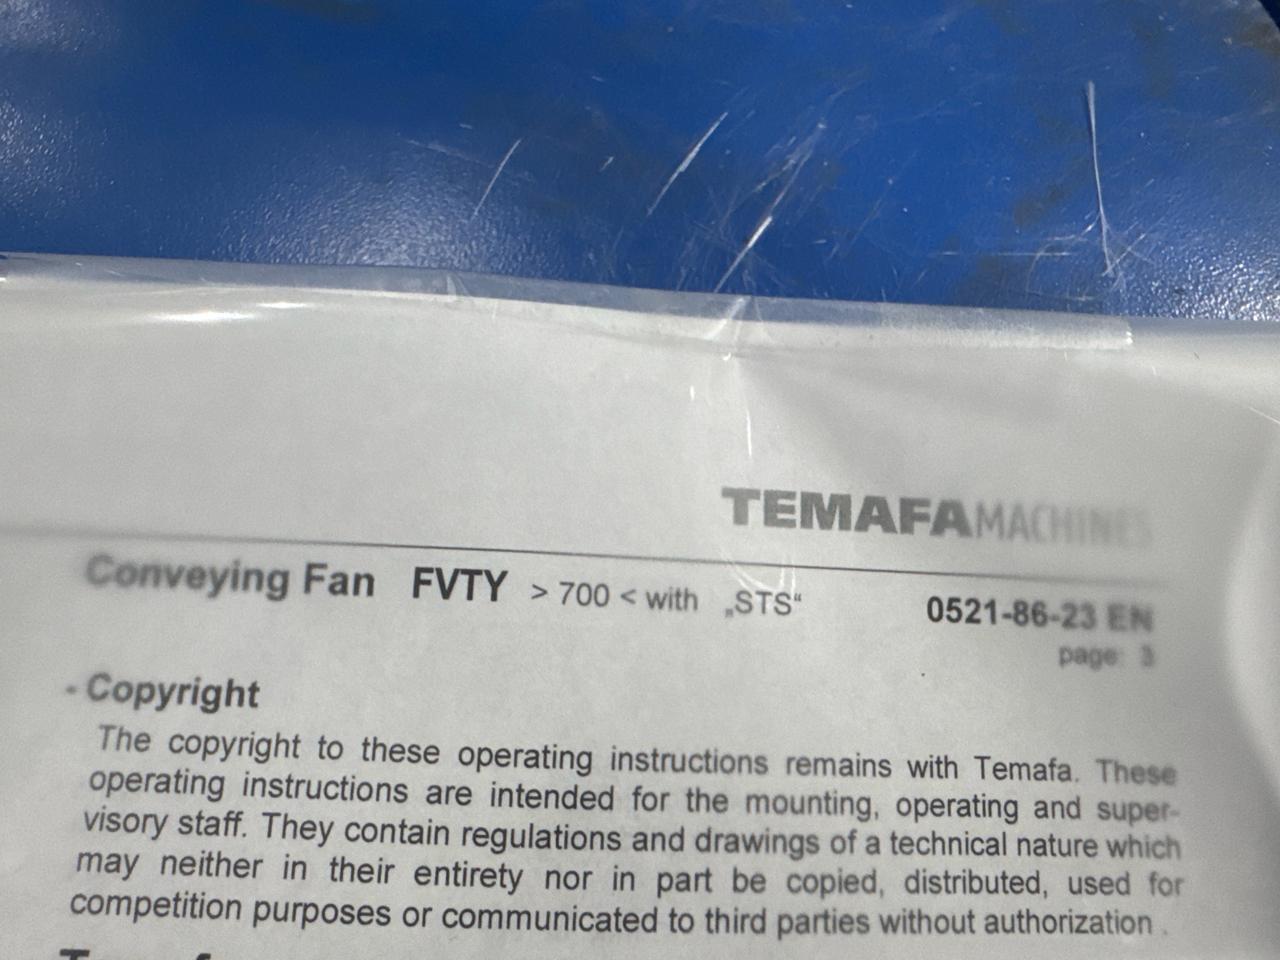 TEMAFA MACHINES
Conveying Fan FVTY > 700 < with „STS“ 0521-86-23 EN
page: 3
- Copyright
The copyright to these operating instructions remains with Temafa. These
operating instructions are intended for the mounting, operating and super-
visory staff. They contain regulations and drawings of a technical nature which
may neither in their entirety nor in part be copied, distributed, used for
competition purposes or communicated to third parties without authorization.